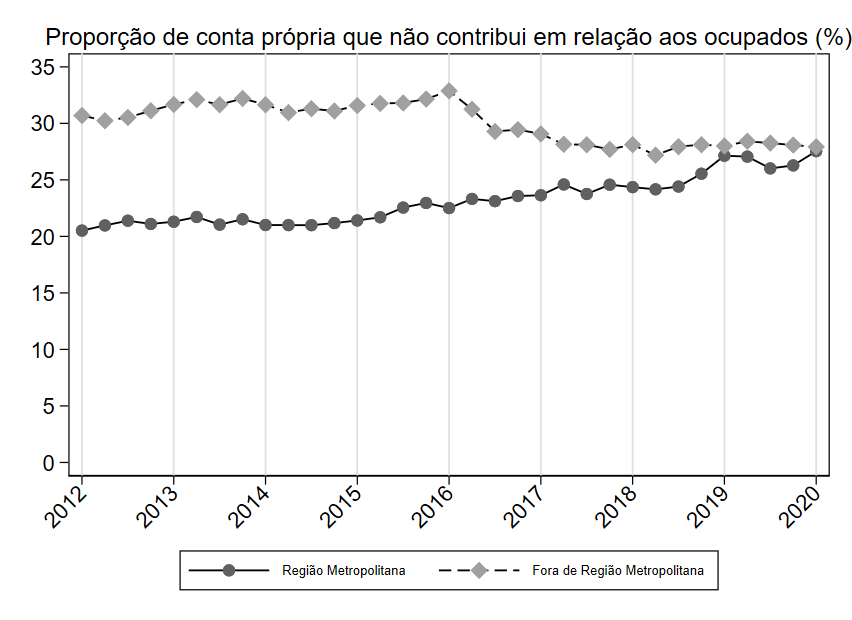 Proporção de conta própria que não contribui em relação aos ocupados (%)
35
30
25
20
15
10
5
0
2012 2013 2014 2015 2016 2017 2018 2019 2020
Região Metropolitana Fora de Região Metropolitana